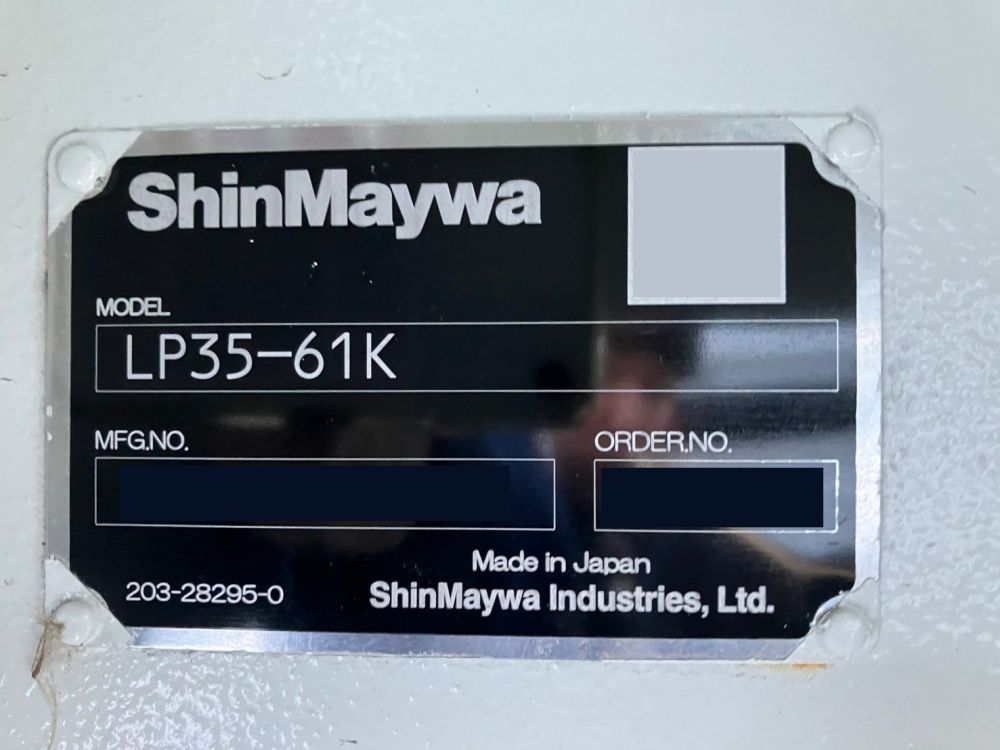 ShinMaywa
MODEL
LP35-61K
MFG.NO.
ORDER.NO.
Made in Japan
203-28295-0
ShinMaywa Industries, Ltd.